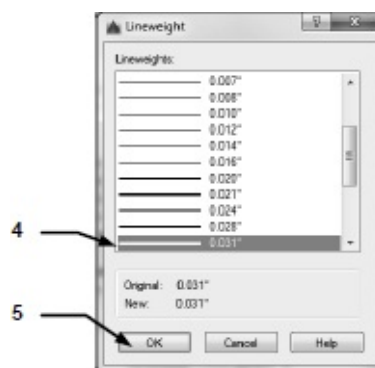 Lineweight
Lineweights:
0.007"
0.008"
0.010"
0.012"
0.014"
0.016"
0.020"
0.021"
0.024"
0.028"
4
0.031"
Original: 0.031"
New: 0.031"
5
OK Cancel Help